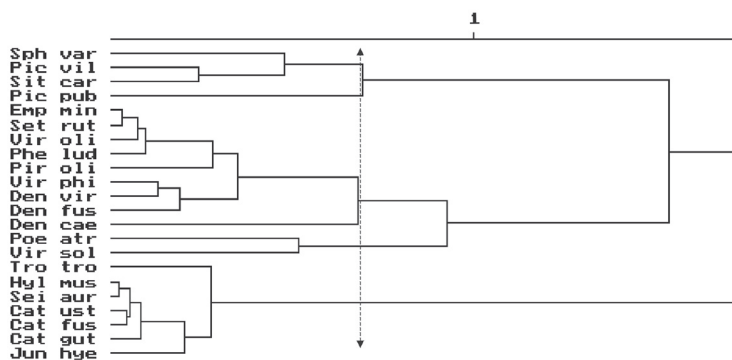 1
Sph var
Pic vil
Sit car
Pic pub
Emp min
Set rut
Vir oli
Phe lud
Pir oli
Vir phi
Den vir
Den fus
Den cae
Poe atr
Vir sol
Tro tro
Hyl mus
Sei aur
Cat ust
Cat fus
Cat gut
Jun hye